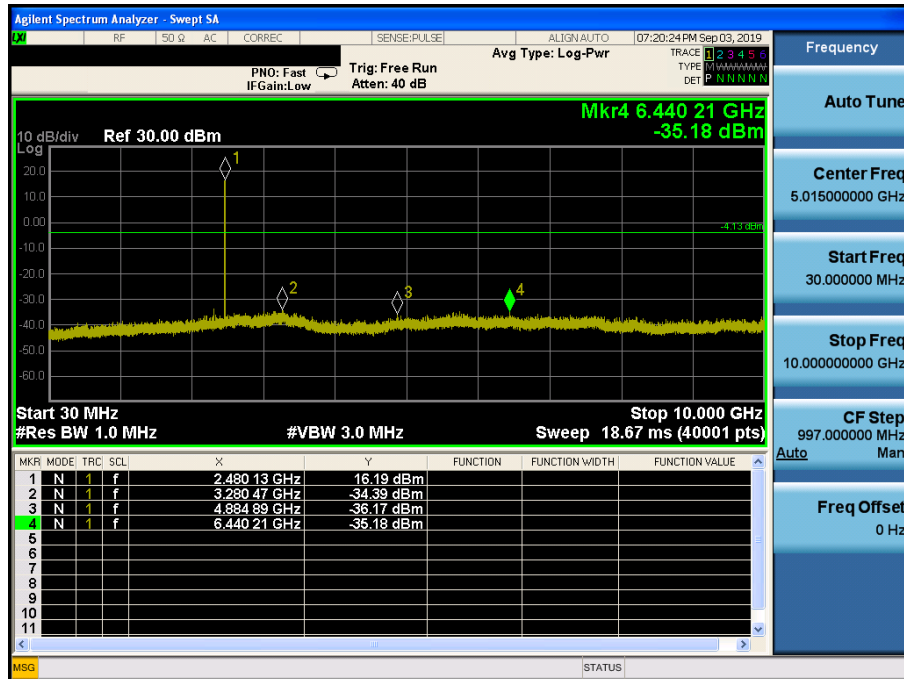 Agilent Spectrum Analyzer - Swept SA
LXI RF 50 Ω AC CORREC SENSE:PULSE ALIGN AUTO 07:20:24 PM Sep 03, 2019
PNO: Fast
IFGain:Low
Trig: Free Run
Atten: 40 dB
Avg Type: Log-Pwr
TRACE 1 2 3 4 5 6
TYPE M WWWWW
DET P N N N N N
Mkr4 6.440 21 GHz
-35.18 dBm
10 dB/div
Log
Ref 30.00 dBm
20.0
10.0
0.00
-10.0
-20.0
-30.0
-40.0
-50.0
-60.0
1
2
3
4
-4.13 dBm
Start 30 MHz
Stop 10.000 GHz
#Res BW 1.0 MHz
#VBW 3.0 MHz
Sweep 18.67 ms (40001 pts)
MKR MODE TRC SCL X Y FUNCTION FUNCTION WIDTH FUNCTION VALUE
1 N 1 f 2.480 13 GHz 16.19 dBm
2 N 1 f 3.280 47 GHz -34.39 dBm
3 N 1 f 4.884 89 GHz -36.17 dBm
4 N 1 f 6.440 21 GHz -35.18 dBm
5
6
7
8
9
10
11
MSG
STATUS
Frequency
Auto Tune
Center Freq
5.015000000 GHz
Start Freq
30.000000 MHz
Stop Freq
10.000000000 GHz
CF Step
997.000000 MHz
Auto Man
Freq Offset
0 Hz